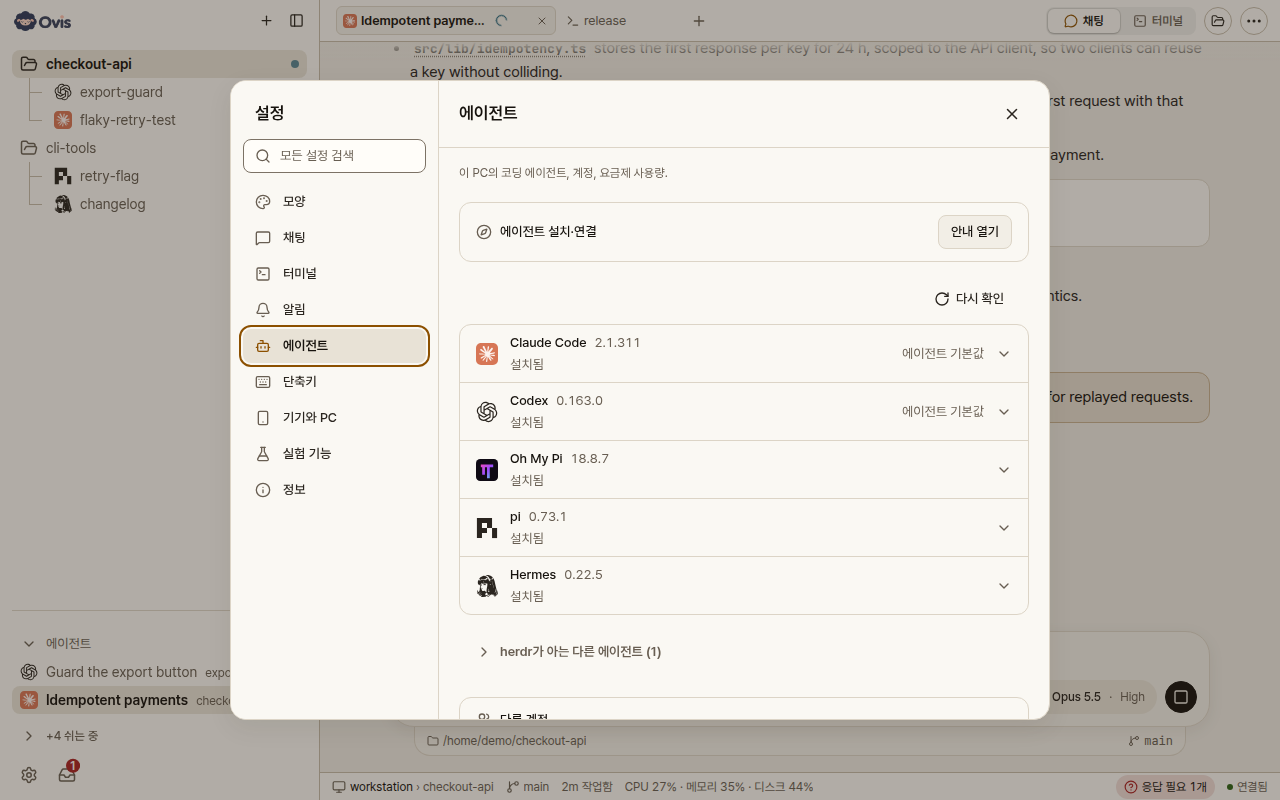 Ovis
checkout-api
export-guard
flaky-retry-test
cli-tools
retry-flag
changelog
에이전트
Guard the export button expo
Idempotent payments check
+4 쉬는 중
1
Idempotent payme...
release
채팅
터미널
src/lib/idempotency.ts stores the first response per key for 24 h, scoped to the API client, so two clients can reuse
a key without colliding.
rst request with that
ayment.
ntics.
for replayed requests.
Opus 5.5 · High
/home/demo/checkout-api
main
workstation › checkout-api
main
2m 작업함
CPU 27% · 메모리 35% · 디스크 44%
응답 필요 1개
연결됨
설정
모든 설정 검색
모양
채팅
터미널
알림
에이전트
단축키
기기와 PC
실험 기능
정보
에이전트
이 PC의 코딩 에이전트, 계정, 요금제 사용량.
에이전트 설치·연결
안내 열기
다시 확인
Claude Code 2.1.311
설치됨
에이전트 기본값
Codex 0.163.0
설치됨
에이전트 기본값
Oh My Pi 18.8.7
설치됨
pi 0.73.1
설치됨
Hermes 0.22.5
설치됨
herdr가 아는 다른 에이전트 (1)
다른 계정